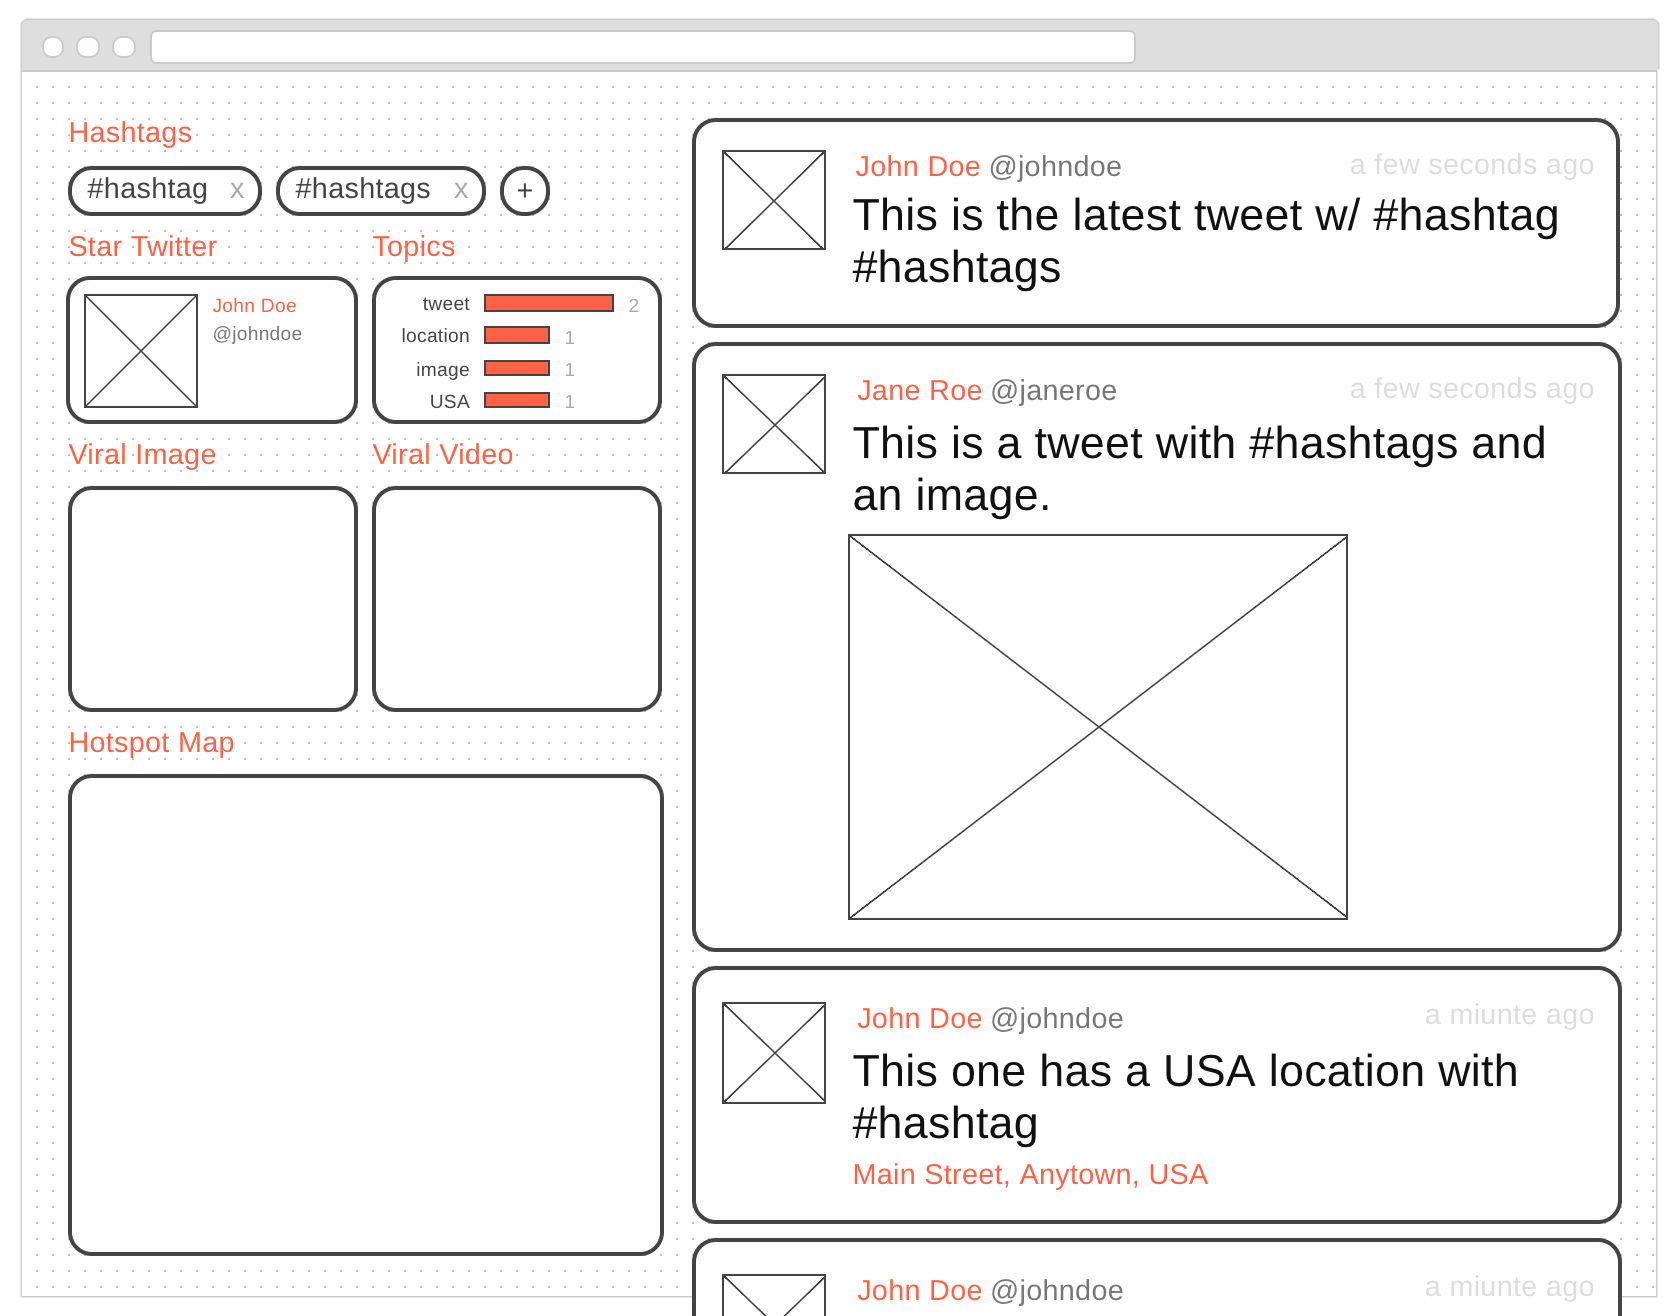 Hashtags
#hashtag x #hashtags x +
Star Twitter
John Doe
@johndoe
Topics
tweet 2
location 1
image 1
USA 1
Viral Image
Viral Video
Hotspot Map
John Doe @johndoe a few seconds ago
This is the latest tweet w/ #hashtag
#hashtags
Jane Roe @janeroe a few seconds ago
This is a tweet with #hashtags and
an image.
John Doe @johndoe a miunte ago
This one has a USA location with
#hashtag
Main Street, Anytown, USA
John Doe @johndoe a miunte ago